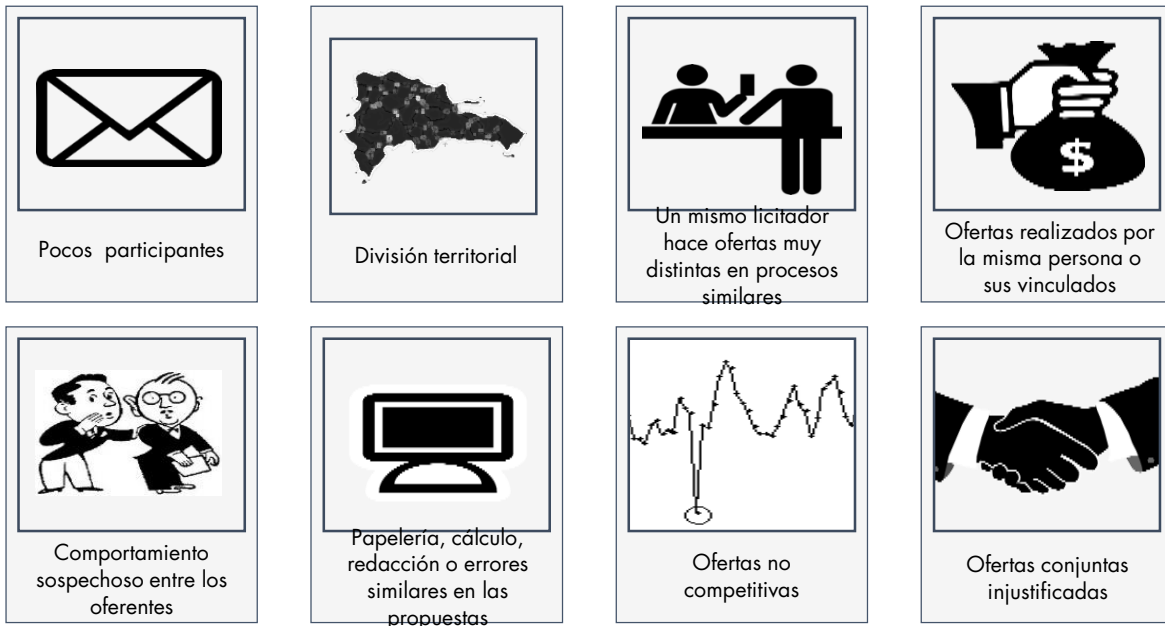 Pocos participantes
División territorial
Un mismo licitador
hace ofertas muy
distintas en procesos
similares
$
Ofertas realizados por
la misma persona o
sus vinculados
Comportamiento
sospechoso entre los
oferentes
Papelería, cálculo,
redacción o errores
similares en las
propuestas
Ofertas no
competitivas
Ofertas conjuntas
injustificadas